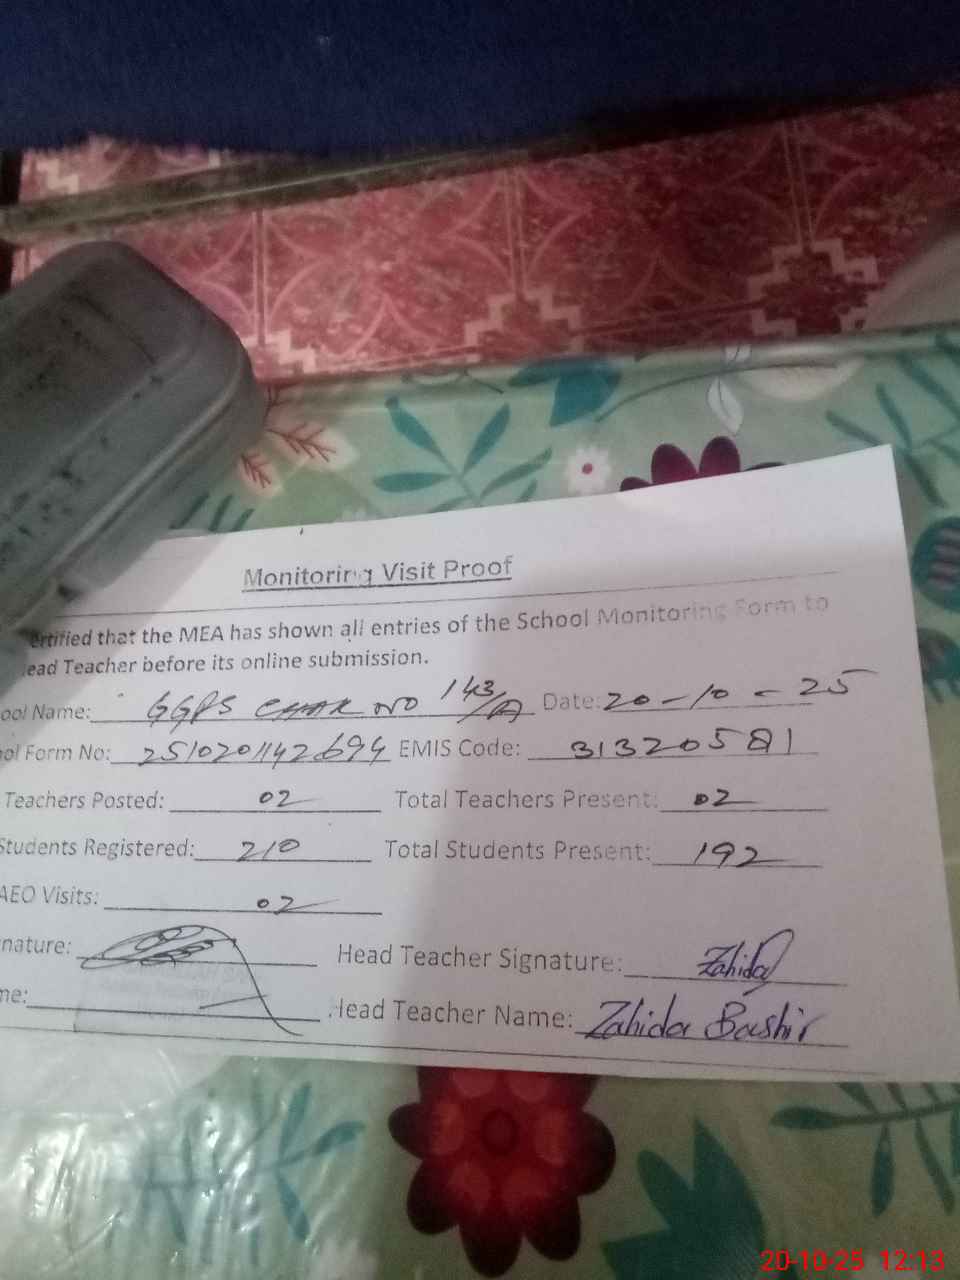 Monitoring Visit Proof
ertified that the MEA has shown all entries of the School Monitoring Form to
ead Teacher before its online submission.
ool Name: GGPS CHAK NO 143/A Date: 20-10-25
ol Form No: 2510201142694 EMIS Code: 31320581
Teachers Posted: 02 Total Teachers Present: 02
Students Registered: 210 Total Students Present: 192
AEO Visits: 02
nature: Head Teacher Signature: Zahida
me: Head Teacher Name: Zahida Bashir
20-10-25 12:13